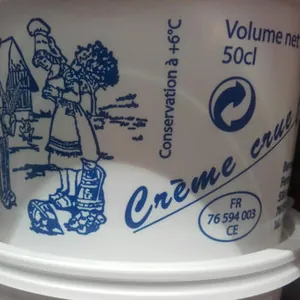 Conservation à +6°C
Volume net
50cl
Crème crue
FR
76 594 003
CE